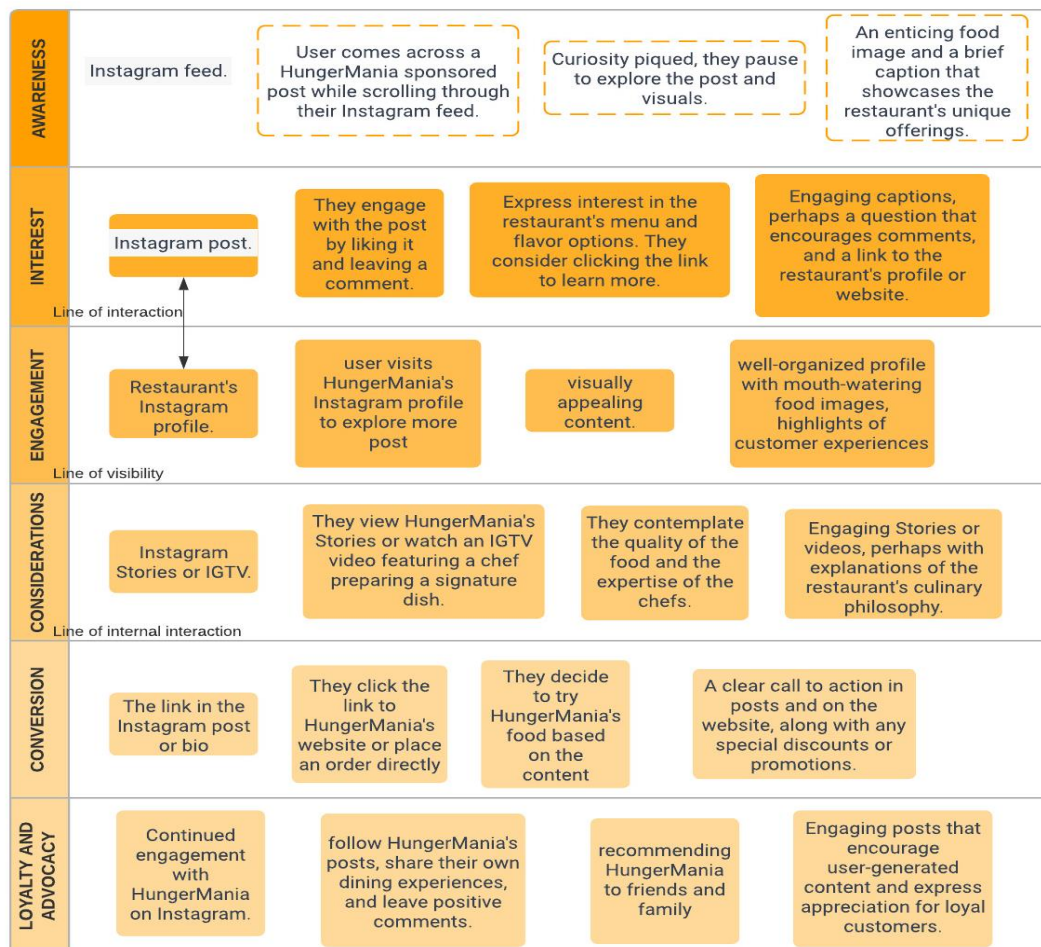 AWARENESS
Instagram feed.
User comes across a
HungerMania sponsored
post while scrolling through
their Instagram feed.
Curiosity piqued, they pause
to explore the post and
visuals.
An enticing food
image and a brief
caption that
showcases the
restaurant's unique
offerings.
INTEREST
Instagram post.
They engage
with the post
by liking it
and leaving a
comment.
Express interest in the
restaurant's menu and
flavor options. They
consider clicking the link
to learn more.
Engaging captions,
perhaps a question that
encourages comments,
and a link to the
restaurant's profile or
website.
Line of interaction
ENGAGEMENT
Restaurant's
Instagram
profile.
user visits
HungerMania's
Instagram profile
to explore more
post
visually
appealing
content.
well-organized profile
with mouth-watering
food images,
highlights of
customer experiences
Line of visibility
CONSIDERATIONS
Instagram
Stories or IGTV.
They view HungerMania's
Stories or watch an IGTV
video featuring a chef
preparing a signature
dish.
They contemplate
the quality of the
food and the
expertise of the
chefs.
Engaging Stories or
videos, perhaps with
explanations of the
restaurant's culinary
philosophy.
Line of internal interaction
CONVERSION
The link in the
Instagram post
or bio
They click the
link to
HungerMania's
website or place
an order directly
They decide
to try
HungerMania's
food based on
the
content
A clear call to action in
posts and on the
website, along with any
special discounts or
promotions.
LOYALTY AND
ADVOCACY
Continued
engagement
with
HungerMania
on Instagram.
follow HungerMania's
posts, share their own
dining experiences,
and leave positive
comments.
recommending
HungerMania
to friends and
family
Engaging posts that
encourage
user-generated
content and express
appreciation for loyal
customers.